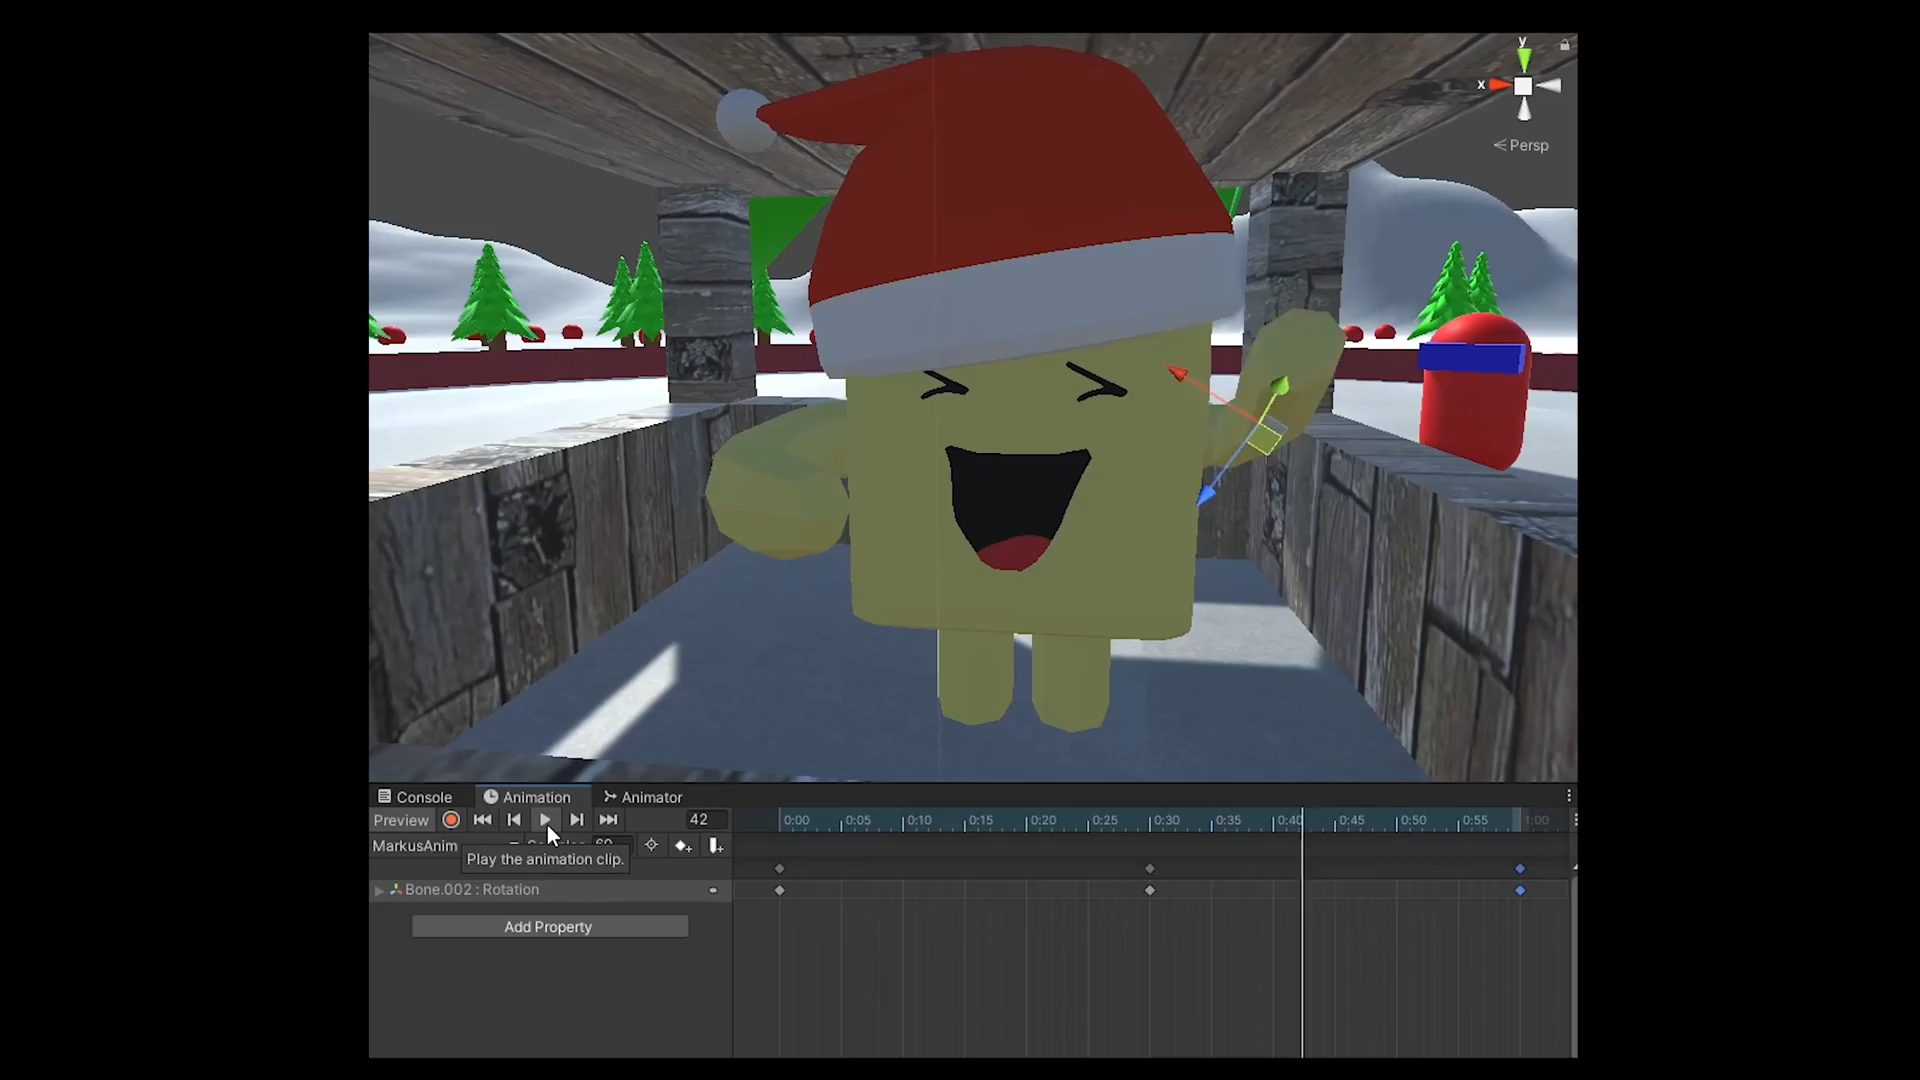 y
x
Persp
Console
Animation
Animator
Preview
42
0:00
0:05
0:10
0:15
0:20
0:25
0:30
0:35
0:40
0:45
0:50
0:55
1:00
MarkusAnim
60
Play the animation clip.
Bone.002 : Rotation
Add Property